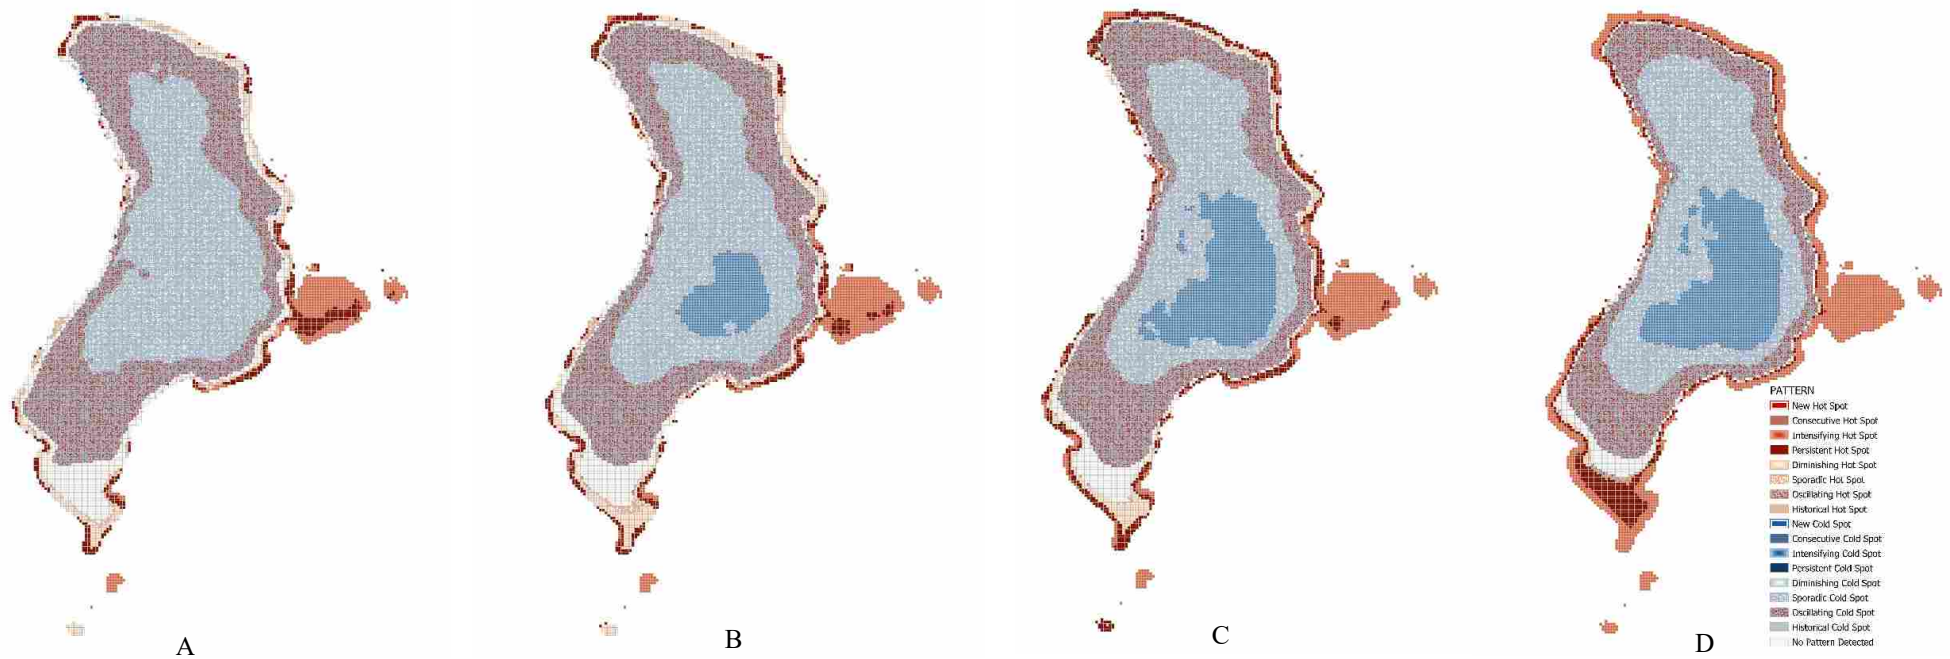 PATTERN
New Hot Spot
Consecutive Hot Spot
Intensifying Hot Spot
Persistent Hot Spot
Diminishing Hot Spot
Sporadic Hot Spot
Oscillating Hot Spot
Historical Hot Spot
New Cold Spot
Consecutive Cold Spot
Intensifying Cold Spot
Persistent Cold Spot
Diminishing Cold Spot
Sporadic Cold Spot
Oscillating Cold Spot
Historical Cold Spot
No Pattern Detected
A
B
C
D